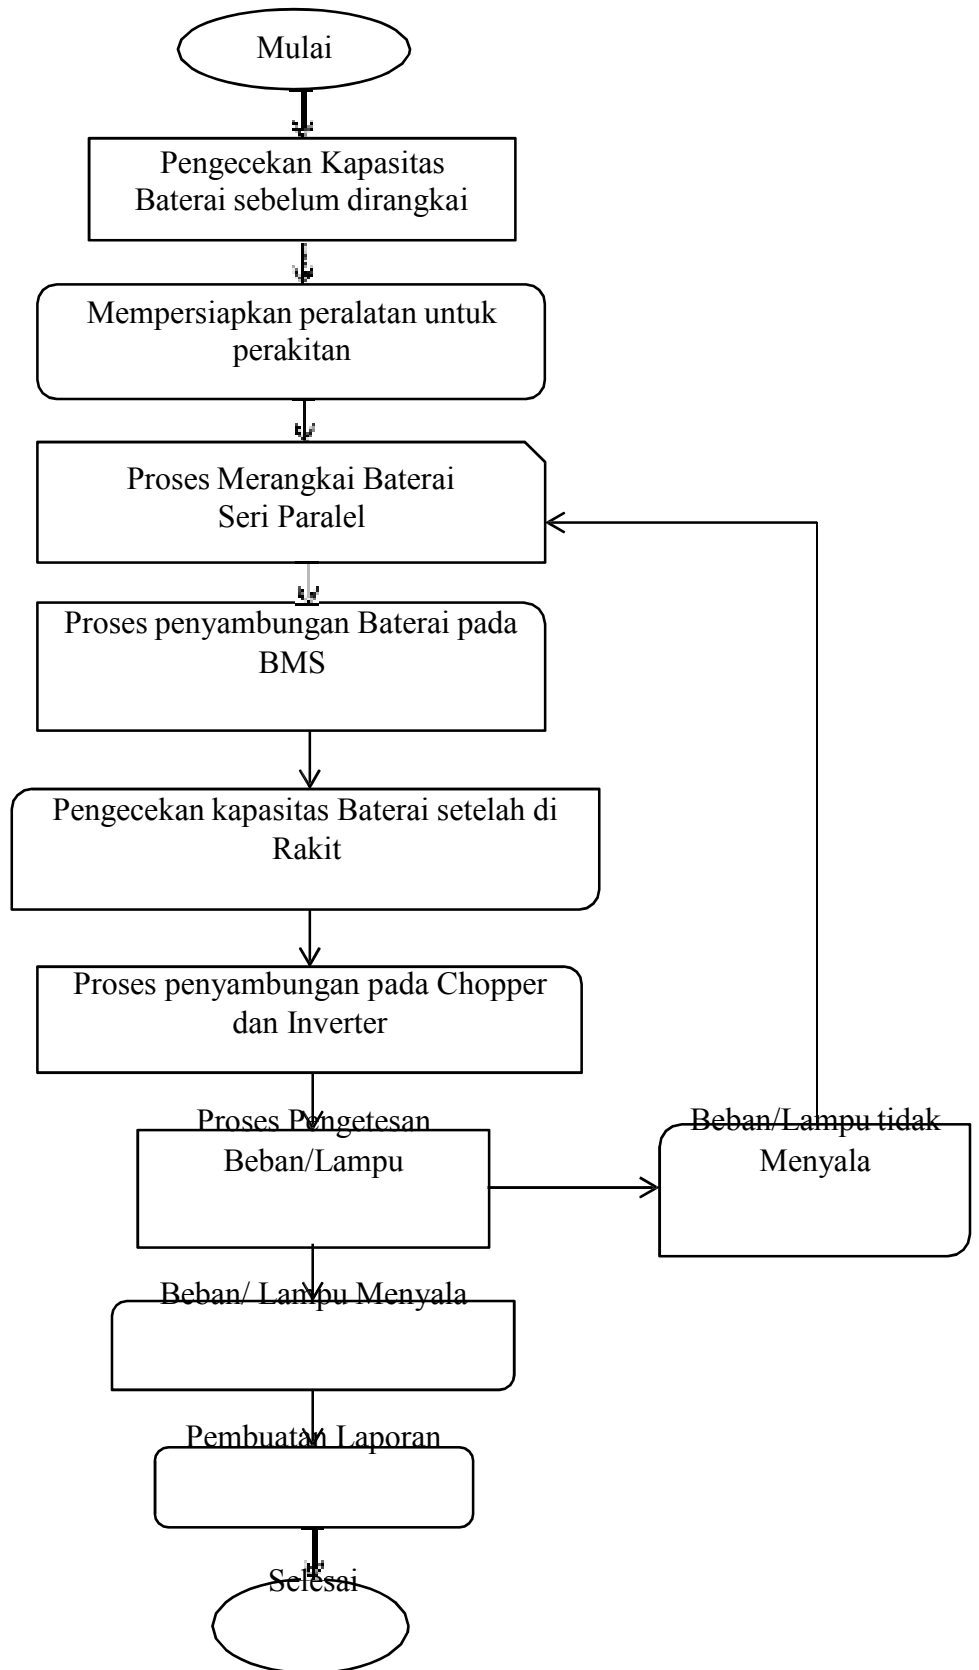 Mulai
Pengecekan Kapasitas
Baterai sebelum dirangkai
Mempersiapkan peralatan untuk
perakitan
Proses Merangkai Baterai
Seri Paralel
Proses penyambungan Baterai pada
BMS
Pengecekan kapasitas Baterai setelah di
Rakit
Proses penyambungan pada Chopper
dan Inverter
Proses Pengetesan
Beban/Lampu
Beban/Lampu tidak
Menyala
Beban/ Lampu Menyala
Pembuatan Laporan
Selesai